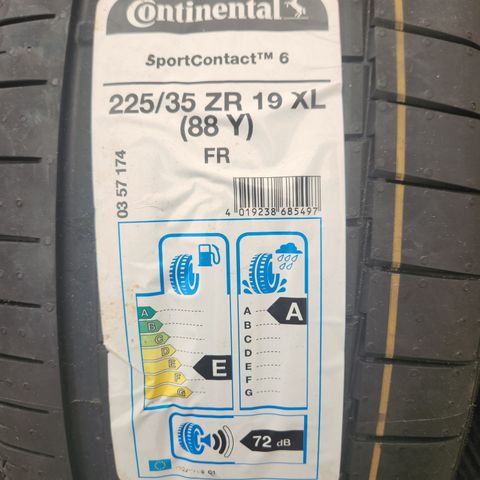 Continental
SportContact™ 6
225/35 ZR 19 XL
(88 Y)
FR
03 57 174
4 019238 685497
A
B
C
D
E
F
G
E
A
B
C
D
E
F
G
A
72 dB